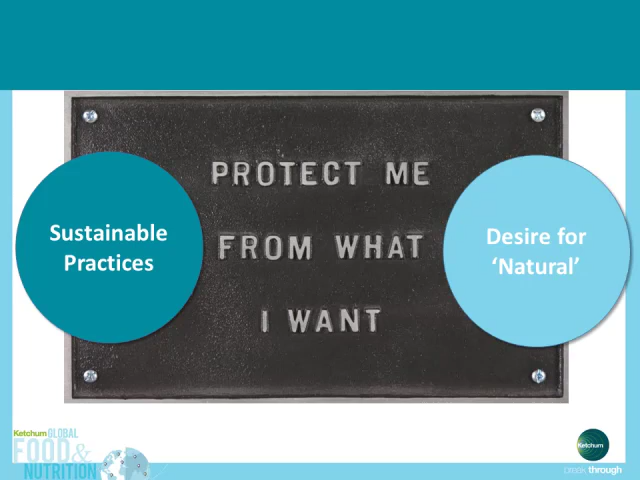 PROTECT ME
FROM WHAT
I WANT
Sustainable
Practices
Desire for
‘Natural’
Ketchum GLOBAL
FOOD &
NUTRITION
Ketchum
break through